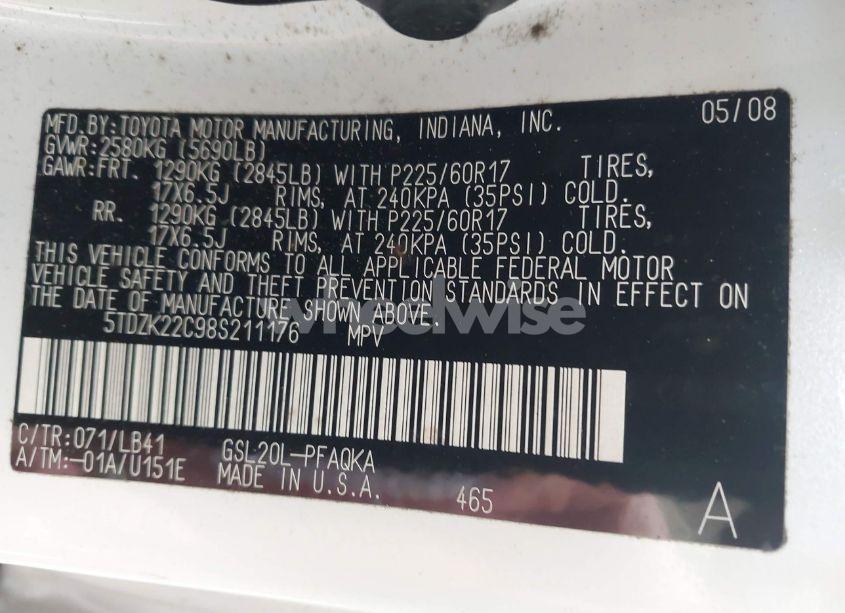 MFD.BY:TOYOTA MOTOR MANUFACTURING, INDIANA, INC. 05/08
GVWR:2580KG (5690LB)
GAWR:FRT. 1290KG (2845LB) WITH P225/60R17 TIRES,
17X6.5J RIMS, AT 240KPA (35PSI) COLD.
RR. 1290KG (2845LB) WITH P225/60R17 TIRES,
17X6.5J RIMS, AT 240KPA (35PSI) COLD.
THIS VEHICLE CONFORMS TO ALL APPLICABLE FEDERAL MOTOR
VEHICLE SAFETY AND THEFT PREVENTION STANDARDS IN EFFECT ON
THE DATE OF MANUFACTURE SHOWN ABOVE.
5TDZK22C98S211176 MPV
wheelwise
C/TR:071/LB41 GSL20L-PFAQKA
A/TM:-01A/U151E MADE IN U.S.A. 465 A